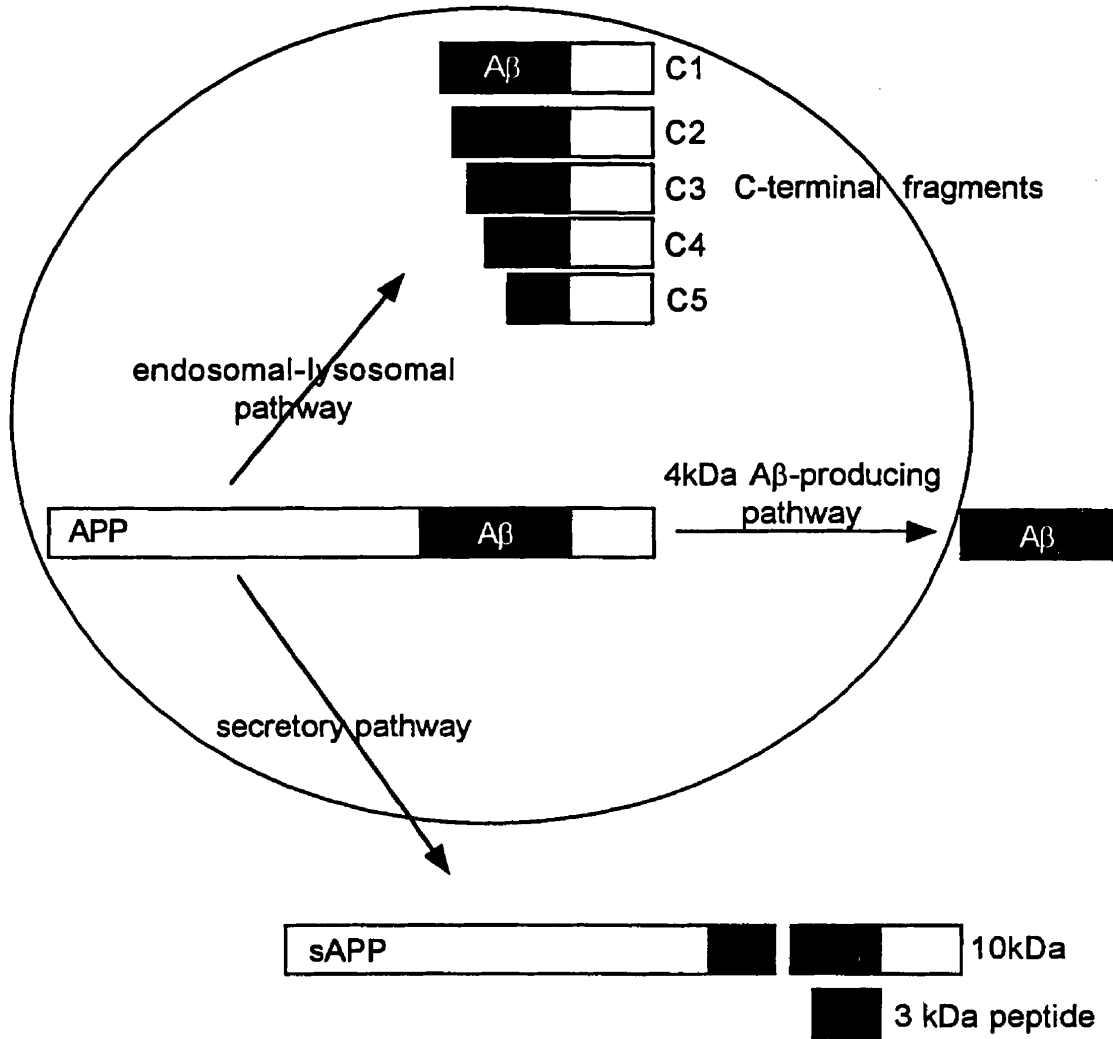 Aβ
C1
C2
C3
C-terminal fragments
C4
C5
endosomal-lysosomal
pathway
4kDa Aβ-producing
pathway
APP
Aβ
Aβ
secretory pathway
sAPP
10kDa
3 kDa peptide